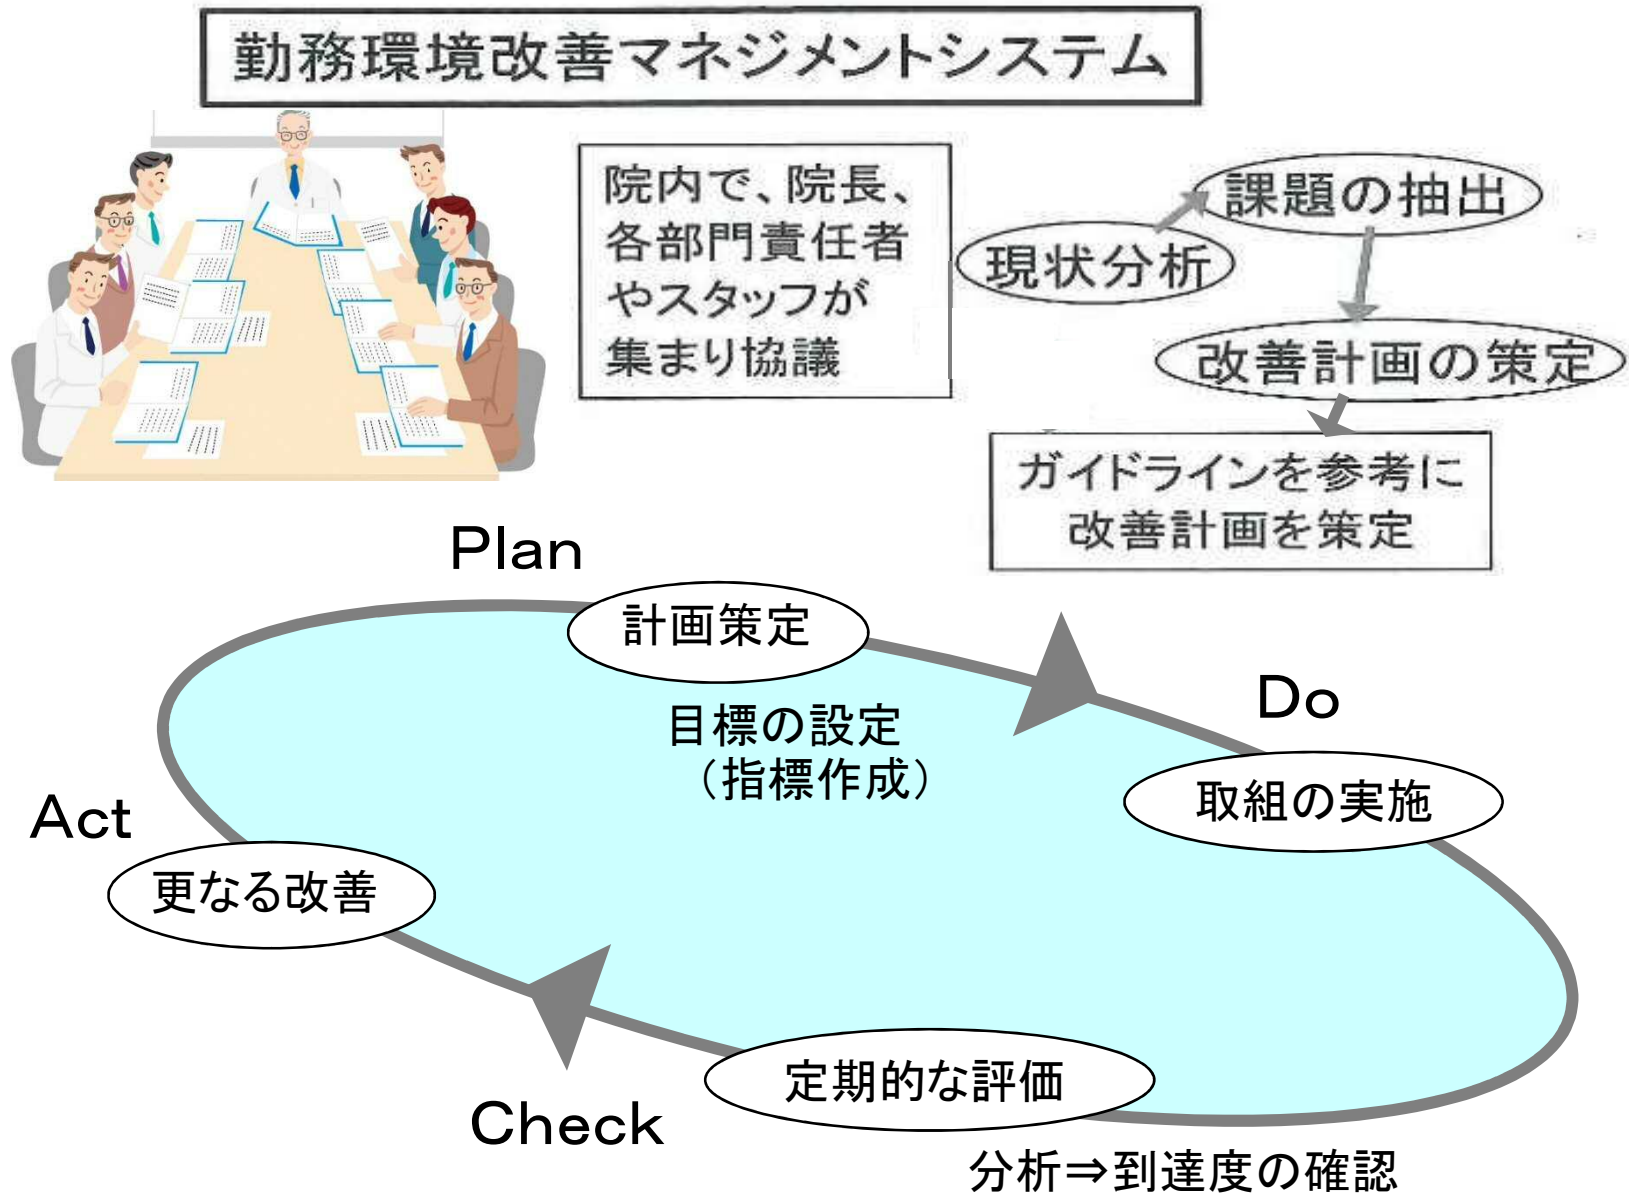 勤務環境改善マネジメントシステム
院内で、院長、
各部門責任者
やスタッフが
集まり協議
現状分析
課題の抽出
改善計画の策定
ガイドラインを参考に
改善計画を策定
Plan
計画策定
目標の設定
（指標作成）
Do
取組の実施
Act
更なる改善
Check
定期的な評価
分析⇒到達度の確認